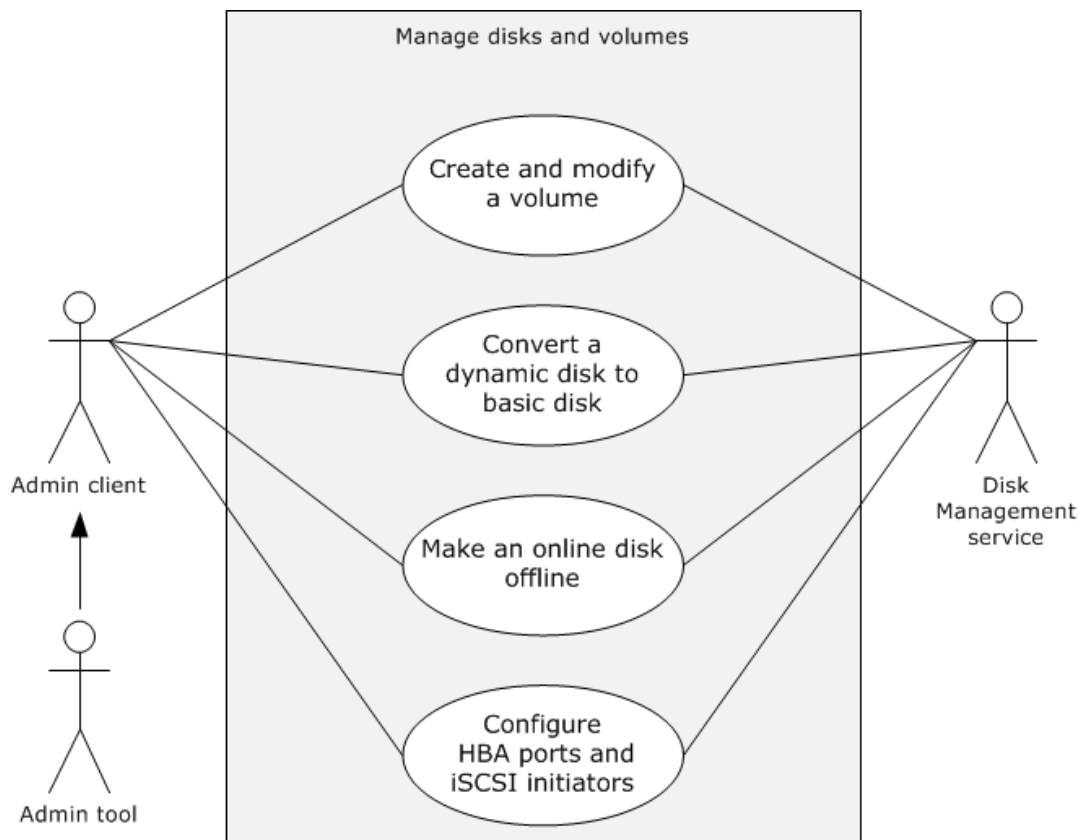 Manage disks and volumes
Create and modify
a volume
Convert a
dynamic disk to
basic disk
Make an online disk
offline
Configure
HBA ports and
iSCSI initiators
Admin client
Admin tool
Disk
Management
service